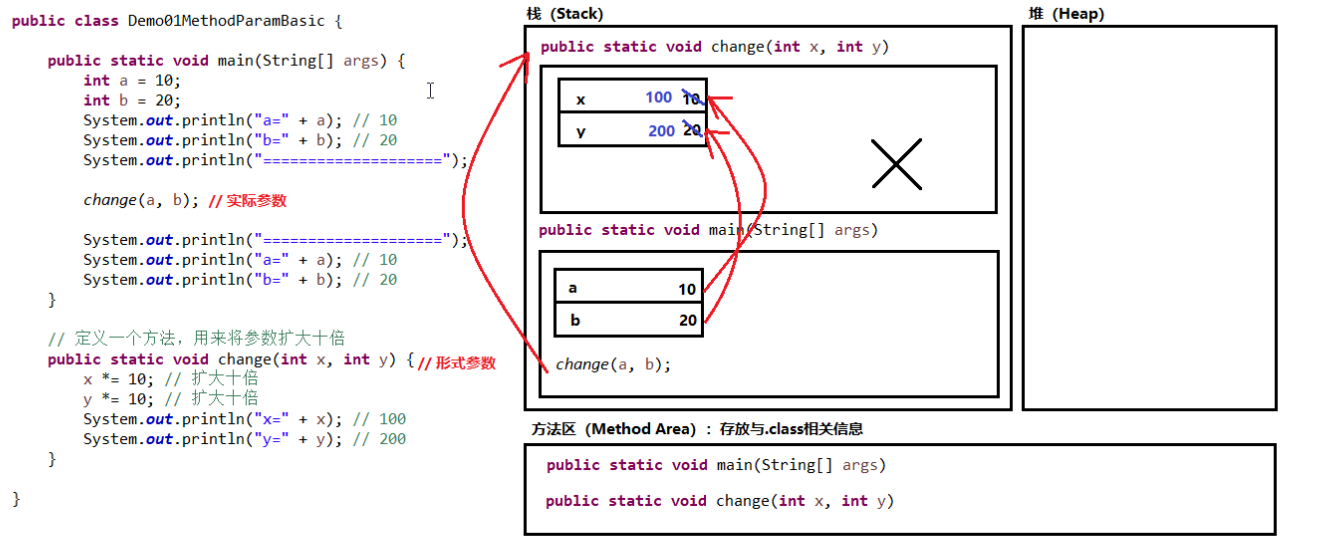 public class Demo01MethodParamBasic {
public static void main(String[] args) {
int a = 10;
int b = 20;
System.out.println("a=" + a); // 10
System.out.println("b=" + b); // 20
System.out.println("=====================");
change(a, b); // 实际参数
System.out.println("=====================");
System.out.println("a=" + a); // 10
System.out.println("b=" + b); // 20
}
// 定义一个方法，用来将参数扩大十倍
public static void change(int x, int y) { // 形式参数
x *= 10; // 扩大十倍
y *= 10; // 扩大十倍
System.out.println("x=" + x); // 100
System.out.println("y=" + y); // 200
}
}
栈（Stack)
public static void change(int x, int y)
x 100 10
y 200 20
public static void main(String[] args)
a 10
b 20
change(a, b);
堆（Heap)
方法区（Method Area）：存放与.class相关信息
public static void main(String[] args)
public static void change(int x, int y)